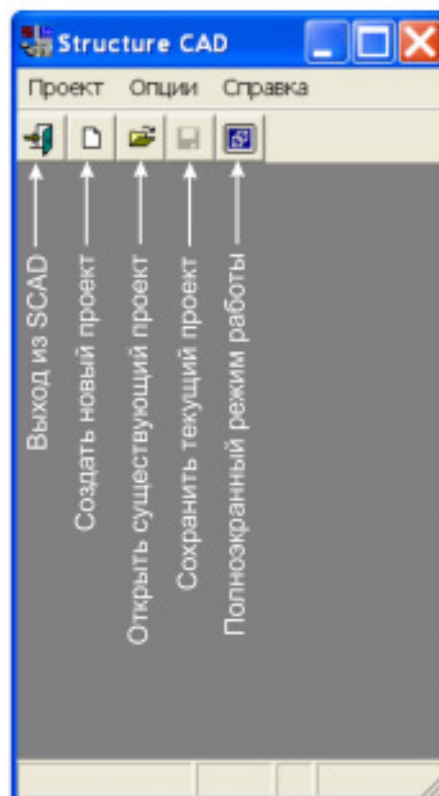 Structure CAD
Проект Опции Справка
Выход из SCAD
Создать новый проект
Открыть существующий проект
Сохранить текущий проект
Полноэкранный режим работы